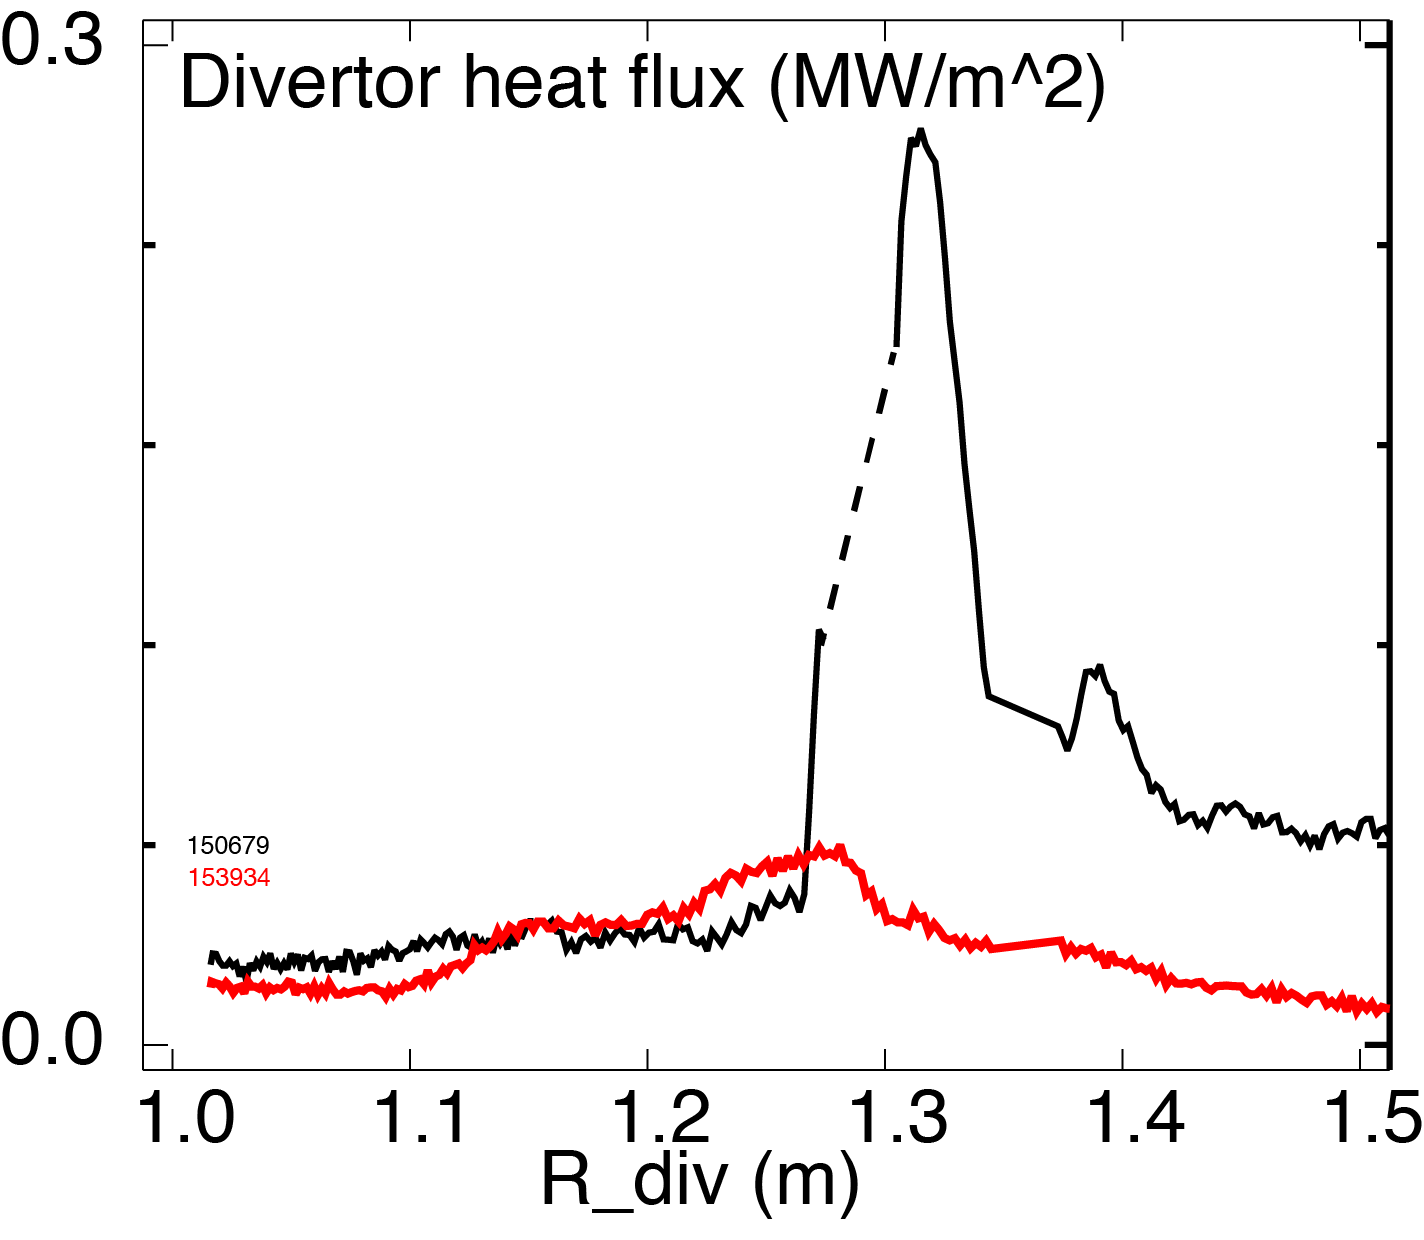 0.3
Divertor heat flux (MW/m^2)
150679
153934
0.0
1.0 1.1 1.2 1.3 1.4 1.5
R_div (m)